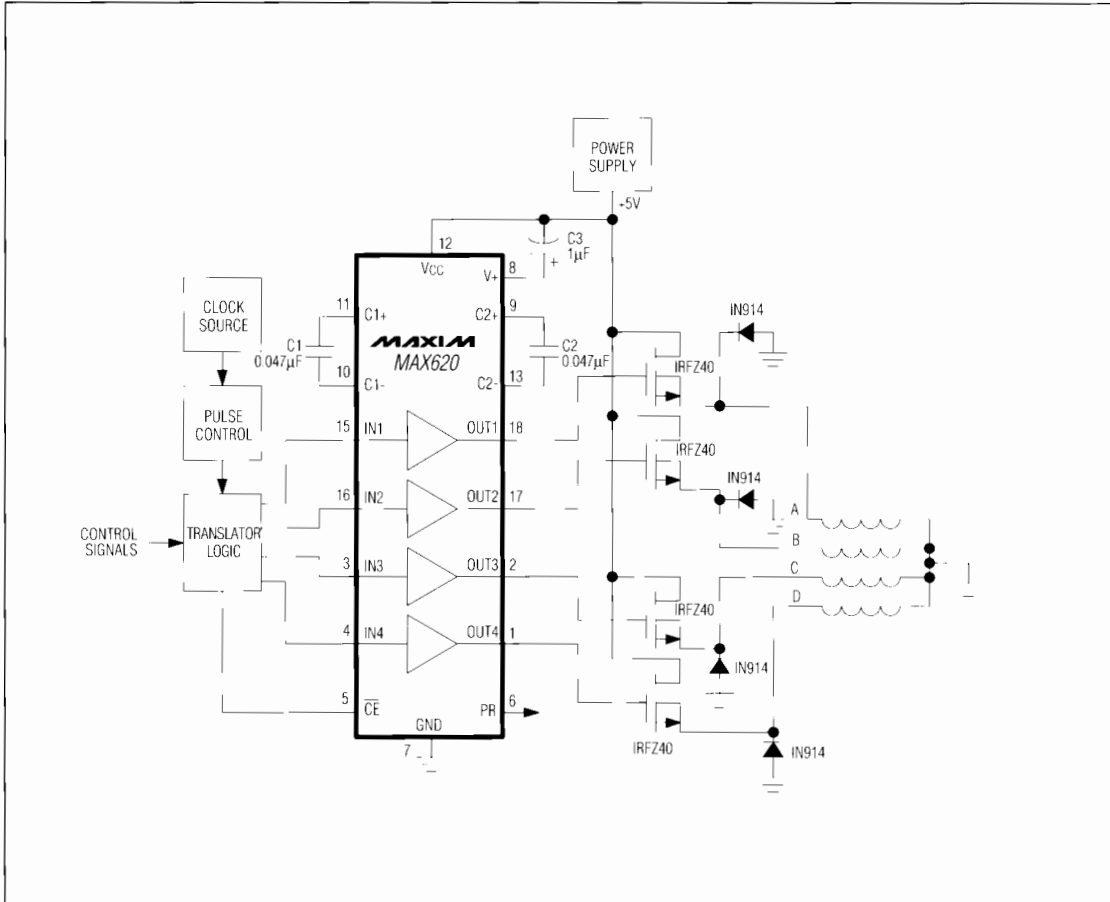 POWER
SUPPLY
+5V
12
C3
1µF
+
VCC
V+
8
CLOCK
SOURCE
11
C1+
C2+
9
IN914
C1
0.047µF
MAXIM
MAX620
C2
0.047µF
IRFZ40
10
C1-
C2-
13
PULSE
CONTROL
15
IN1
OUT1
18
IRFZ40
IN914
16
IN2
OUT2
17
A
CONTROL
SIGNALS
TRANSLATOR
LOGIC
B
3
IN3
OUT3
2
C
D
IRFZ40
4
IN4
OUT4
1
IN914
5
CE
PR
6
GND
7
IRFZ40
IN914